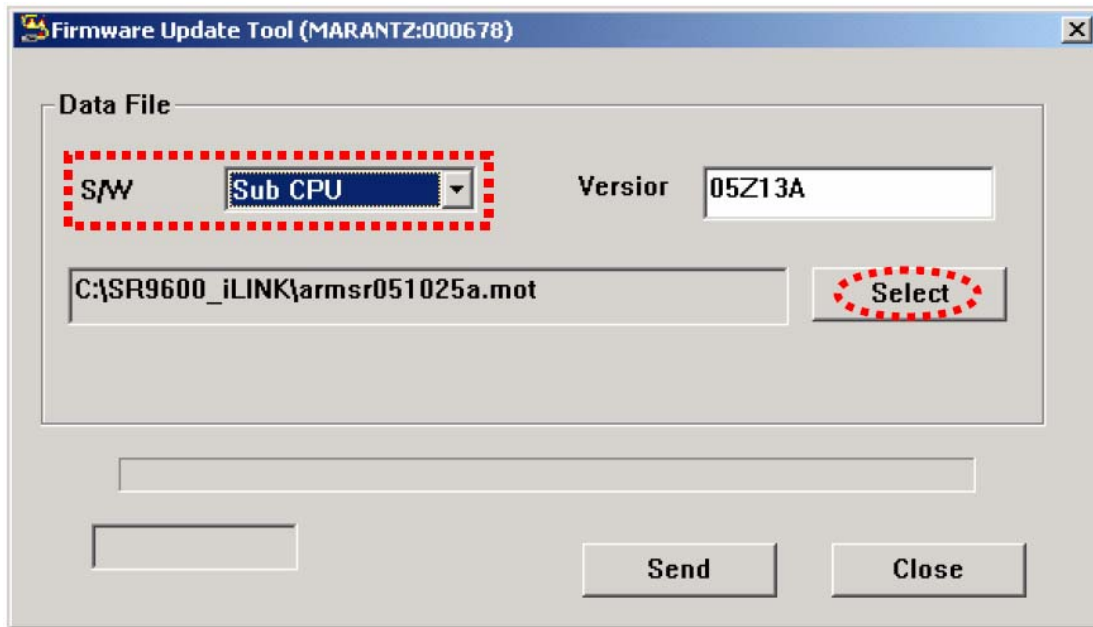 Firmware Update Tool (MARANTZ:000678)
Data File
S/W Sub CPU Versior 05Z13A
C:\SR9600_iLINK\armsr051025a.mot Select
Send Close